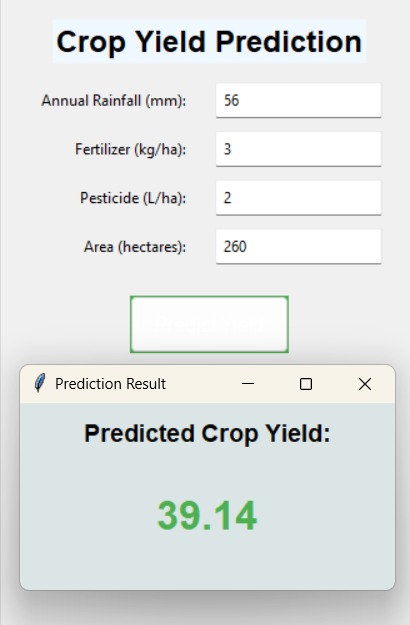 Crop Yield Prediction
Annual Rainfall (mm): 56
Fertilizer (kg/ha): 3
Pesticide (L/ha): 2
Area (hectares): 260
Prediction Result
Predicted Crop Yield:
39.14